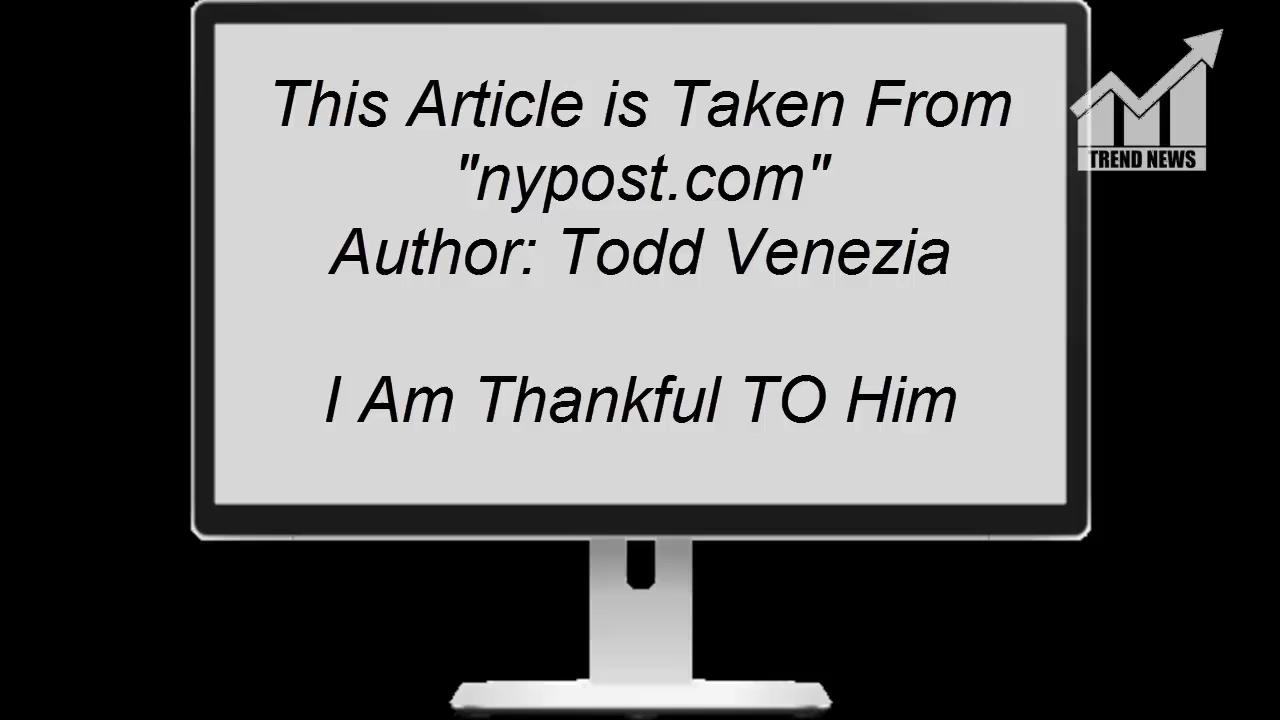 This Article is Taken From
"nypost.com"
Author: Todd Venezia
I Am Thankful TO Him
TREND NEWS